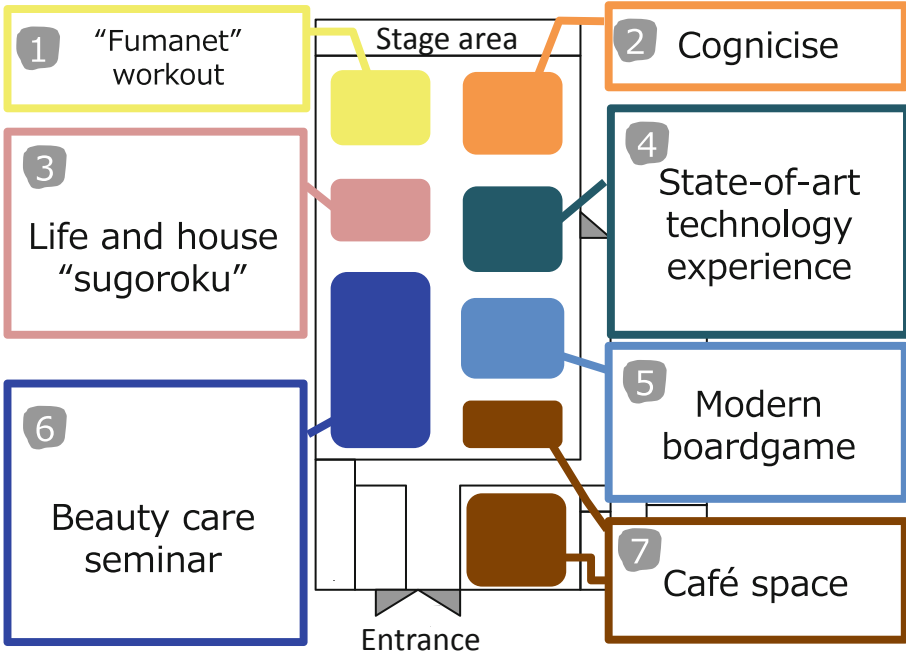 1
“Fumanet”
workout
Stage area
2
Cognicise
3
Life and house
“sugoroku”
4
State-of-art
technology
experience
5
Modern
boardgame
6
Beauty care
seminar
7
Café space
Entrance